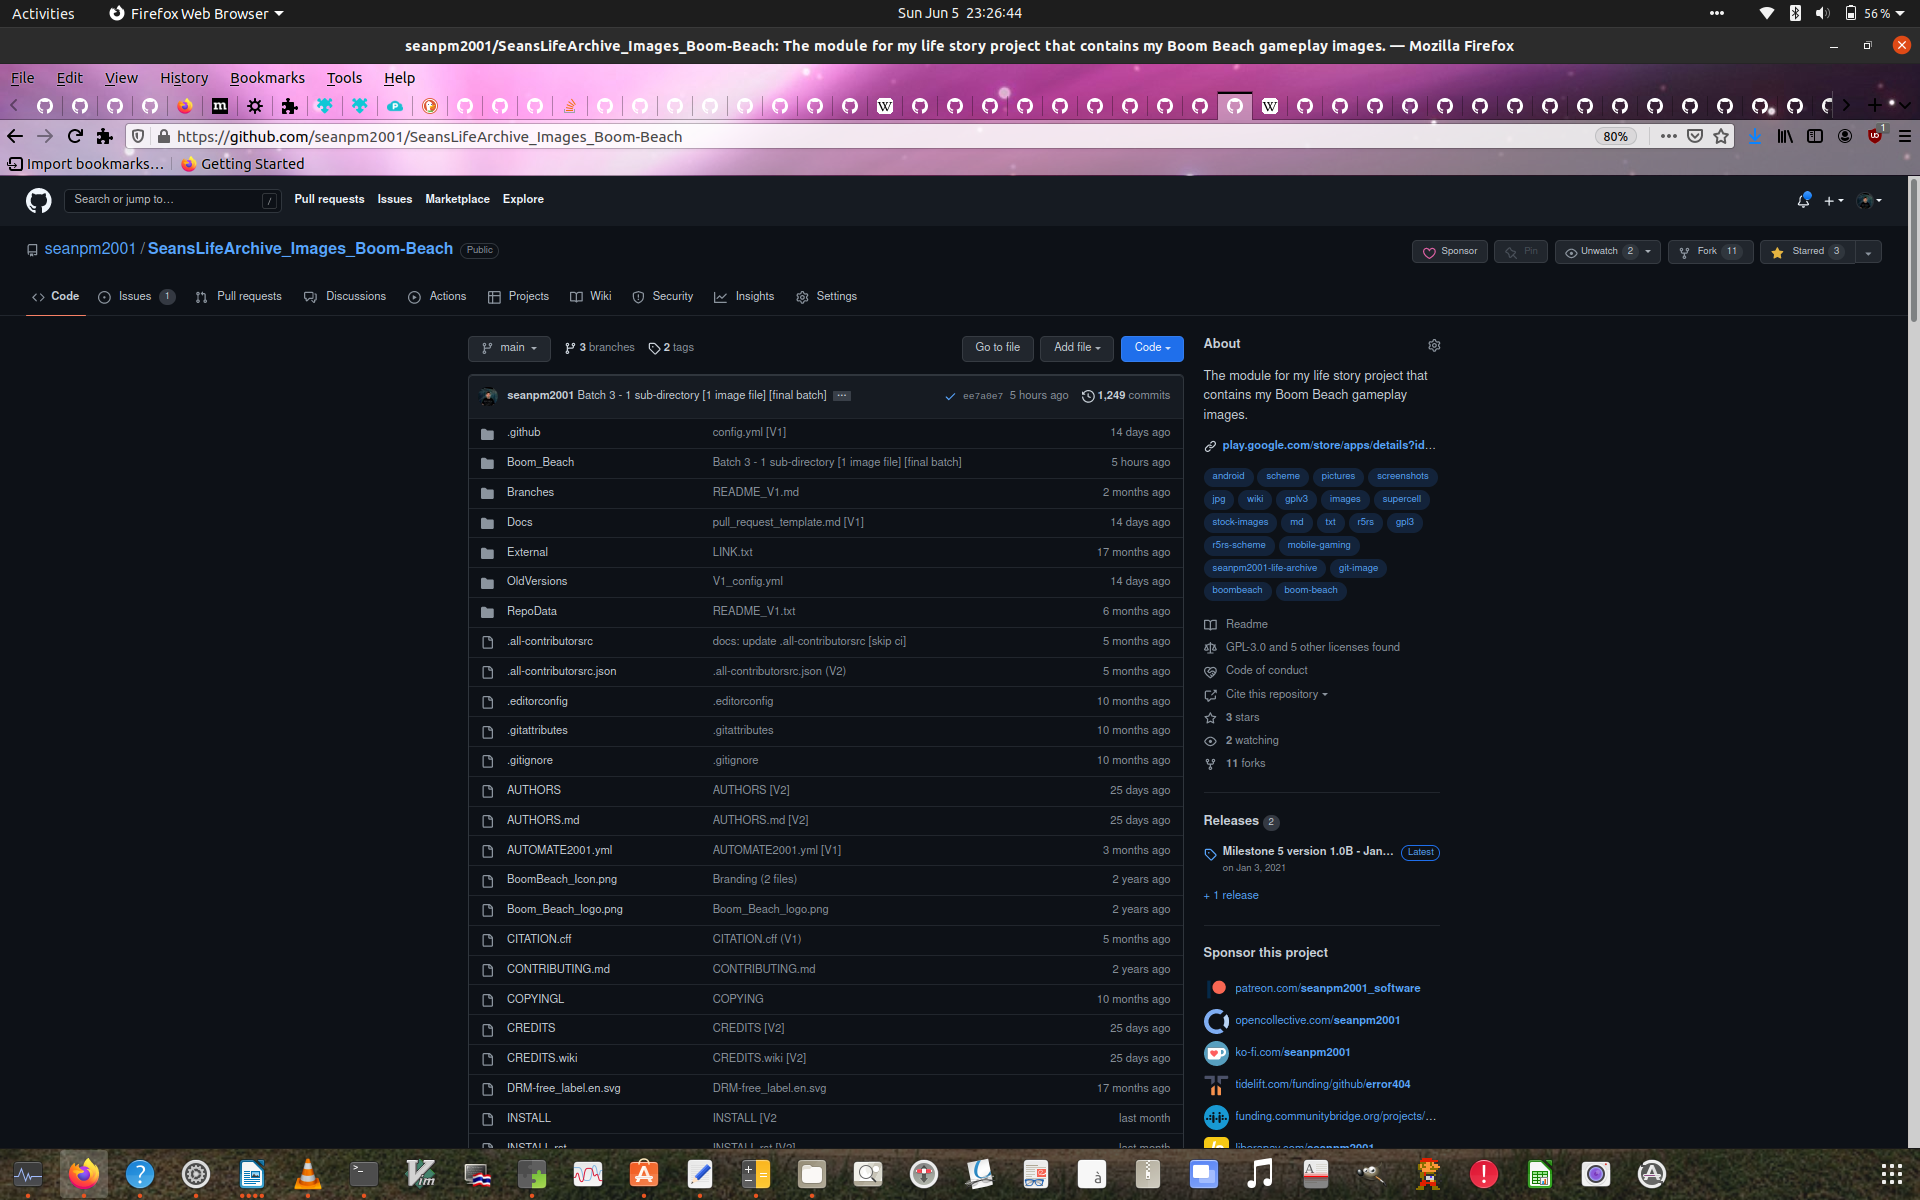 Activities Firefox Web Browser Sun Jun 5 23:26:44 56 %
seanpm2001/SeansLifeArchive_Images_Boom-Beach: The module for my life story project that contains my Boom Beach gameplay images. — Mozilla Firefox
File Edit View History Bookmarks Tools Help
https://github.com/seanpm2001/SeansLifeArchive_Images_Boom-Beach 80%
Import bookmarks… Getting Started
Search or jump to… / Pull requests Issues Marketplace Explore
seanpm2001 / SeansLifeArchive_Images_Boom-Beach Public Sponsor Pin Unwatch 2 Fork 11 Starred 3
Code Issues 1 Pull requests Discussions Actions Projects Wiki Security Insights Settings
main 3 branches 2 tags Go to file Add file Code
seanpm2001 Batch 3 - 1 sub-directory [1 image file] [final batch] ... ee7a0e7 5 hours ago 1,249 commits
.github config.yml [V1] 14 days ago
Boom_Beach Batch 3 - 1 sub-directory [1 image file] [final batch] 5 hours ago
Branches README_V1.md 2 months ago
Docs pull_request_template.md [V1] 14 days ago
External LINK.txt 17 months ago
OldVersions V1_config.yml 14 days ago
RepoData README_V1.txt 6 months ago
.all-contributorsrc docs: update .all-contributorsrc [skip ci] 5 months ago
.all-contributorsrc.json .all-contributorsrc.json (V2) 5 months ago
.editorconfig .editorconfig 10 months ago
.gitattributes .gitattributes 10 months ago
.gitignore .gitignore 10 months ago
AUTHORS AUTHORS [V2] 25 days ago
AUTHORS.md AUTHORS.md [V2] 25 days ago
AUTOMATE2001.yml AUTOMATE2001.yml [V1] 3 months ago
BoomBeach_Icon.png Branding (2 files) 2 years ago
Boom_Beach_logo.png Boom_Beach_logo.png 2 years ago
CITATION.cff CITATION.cff (V1) 5 months ago
CONTRIBUTING.md CONTRIBUTING.md 2 years ago
COPYINGL COPYING 10 months ago
CREDITS CREDITS [V2] 25 days ago
CREDITS.wiki CREDITS.wiki [V2] 25 days ago
DRM-free_label.en.svg DRM-free_label.en.svg 17 months ago
INSTALL INSTALL [V2 last month
INSTALL.rst INSTALL.rst [V2] last month
About
The module for my life story project that
contains my Boom Beach gameplay
images.
play.google.com/store/apps/details?id…
android scheme pictures screenshots
jpg wiki gplv3 images supercell
stock-images md txt r5rs gpl3
r5rs-scheme mobile-gaming
seanpm2001-life-archive git-image
boombeach boom-beach
Readme
GPL-3.0 and 5 other licenses found
Code of conduct
Cite this repository
3 stars
2 watching
11 forks
Releases 2
Milestone 5 version 1.0B - Jan... Latest
on Jan 3, 2021
+ 1 release
Sponsor this project
patreon.com/seanpm2001_software
opencollective.com/seanpm2001
ko-fi.com/seanpm2001
tidelift.com/funding/github/error404
funding.communitybridge.org/projects/…
liberapay.com/seanpm2001